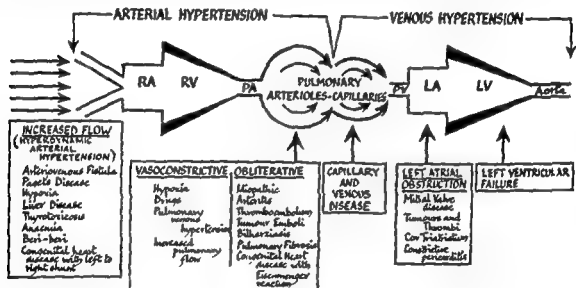 ARTERIAL HYPERTENSION
VENOUS HYPERTENSION
RA
RV
PA
PULMONARY
ARTERIOLES-CAPILLARIES
PV
LA
LV
Aorta
INCREASED FLOW
(HYPERDYNAMIC
ARTERIAL
HYPERTENSION)
Arteriovenous Fistula
Pagets Disease
Hypoxia
Liver Disease
Thyrotoxicosis
Anaemia
Beri-beri
Congenital heart
disease with left to
right shunt
VASOCONSTRICTIVE
Hypoxia
Drugs
Pulmonary
venous
hypertension
Increased
pulmonary
flow
OBLITERATIVE
Idiopathic
Arteritis
Thromboembolism
Tumour Emboli
Bilharziasis
Pulmonary Fibrosis
Congenital Heart
disease with
Eisenmenger
reaction
CAPILLARY
AND
VENOUS
DISEASE
LEFT ATRIAL
OBSTRUCTION
Mitral Valve
disease
Tumours and
Thrombi
Cor Triatriatum
Constrictive
pericarditis
LEFT VENTRICULAR
FAILURE